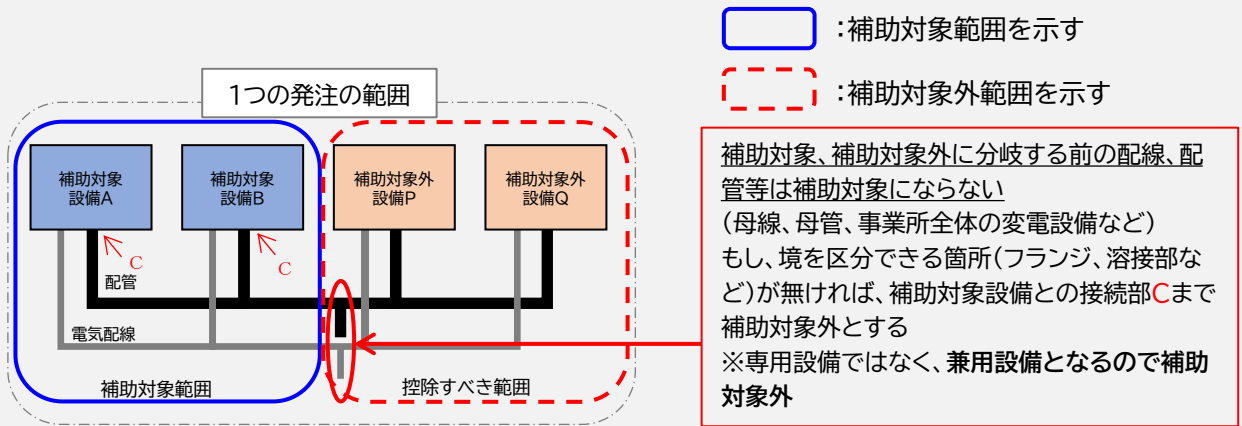 :補助対象範囲を示す
:補助対象外範囲を示す
1つの発注の範囲
補助対象
設備A
補助対象
設備B
補助対象外
設備P
補助対象外
設備Q
C
C
配管
電気配線
補助対象範囲
控除すべき範囲
補助対象、補助対象外に分岐する前の配線、配
管等は補助対象にならない
(母線、母管、事業所全体の変電設備など)
もし、境を区分できる箇所(フランジ、溶接部な
ど)が無ければ、補助対象設備との接続部Cまで
補助対象外とする
※専用設備ではなく、兼用設備となるので補助
対象外